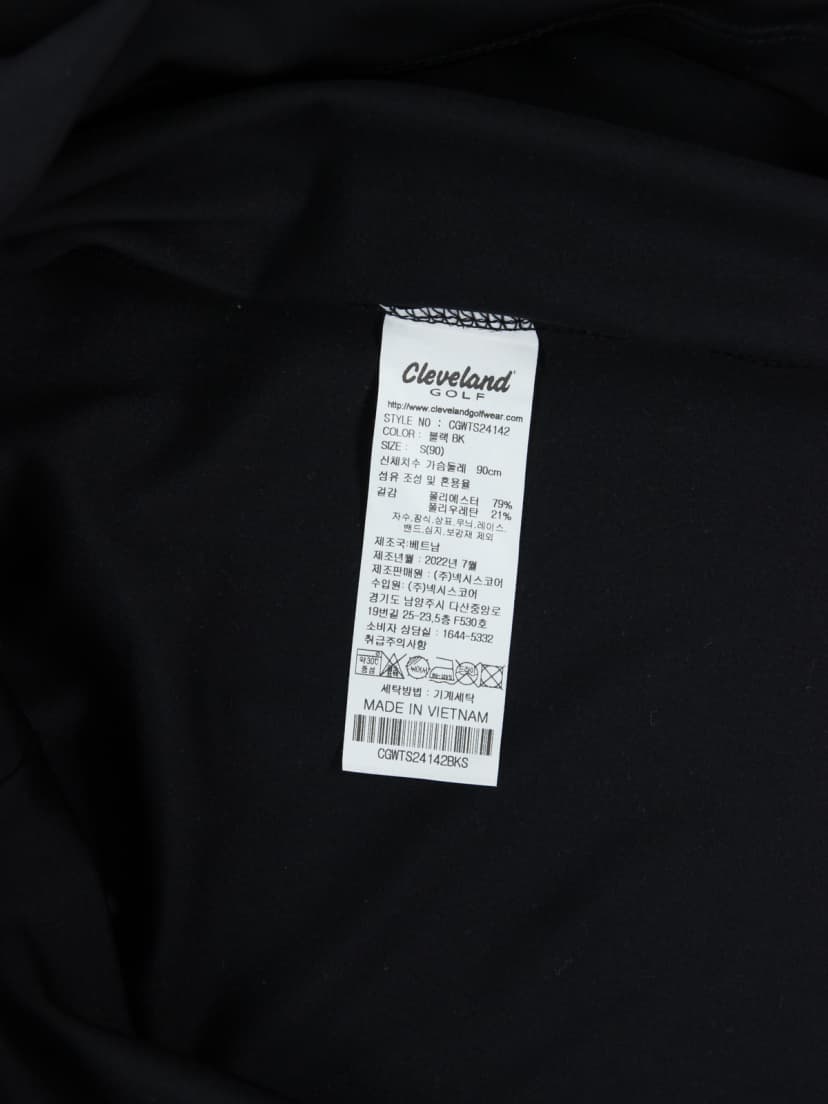 Cleveland
GOLF
http://www.clevelandgolfwear.com
STYLE NO : CGWTS24142
COLOR : 블랙 BK
SIZE : S(90)
신체치수 가슴둘레 90cm
섬유 조성 및 혼용율
겉감 폴리에스터 79%
폴리우레탄 21%
자수,장식,상표,무늬,레이스,
밴드,심지,보강재 제외
제조국:베트남
제조년월 : 2022년 7월
제조판매원 : (주)넥시스코어
수입원 : (주)넥시스코어
경기도 남양주시 다산중앙로
19번길 25-23,5층 F530호
소비자 상담실 : 1644-5332
취급주의사항
약30℃
중성
세탁방법 : 기계세탁
MADE IN VIETNAM
CGWTS24142BKS